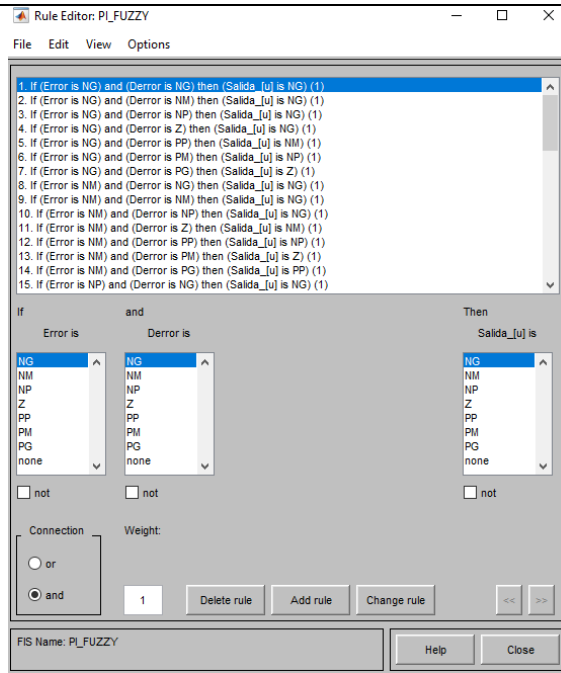 Rule Editor: PI_FUZZY
File Edit View Options
1. If (Error is NG) and (Derror is NG) then (Salida_[u] is NG) (1)
2. If (Error is NG) and (Derror is NM) then (Salida_[u] is NG) (1)
3. If (Error is NG) and (Derror is NP) then (Salida_[u] is NG) (1)
4. If (Error is NG) and (Derror is Z) then (Salida_[u] is NG) (1)
5. If (Error is NG) and (Derror is PP) then (Salida_[u] is NM) (1)
6. If (Error is NG) and (Derror is PM) then (Salida_[u] is NP) (1)
7. If (Error is NG) and (Derror is PG) then (Salida_[u] is Z) (1)
8. If (Error is NM) and (Derror is NG) then (Salida_[u] is NG) (1)
9. If (Error is NM) and (Derror is NM) then (Salida_[u] is NG) (1)
10. If (Error is NM) and (Derror is NP) then (Salida_[u] is NG) (1)
11. If (Error is NM) and (Derror is Z) then (Salida_[u] is NM) (1)
12. If (Error is NM) and (Derror is PP) then (Salida_[u] is NP) (1)
13. If (Error is NM) and (Derror is PM) then (Salida_[u] is Z) (1)
14. If (Error is NM) and (Derror is PG) then (Salida_[u] is PP) (1)
15. If (Error is NP) and (Derror is NG) then (Salida_[u] is NG) (1)
If and Then
Error is Derror is Salida_[u] is
NG NG NG
NM NM NM
NP NP NP
Z Z Z
PP PP PP
PM PM PM
PG PG PG
none none none
not not not
Connection Weight:
or
and 1 Delete rule Add rule Change rule << >>
FIS Name: PI_FUZZY Help Close